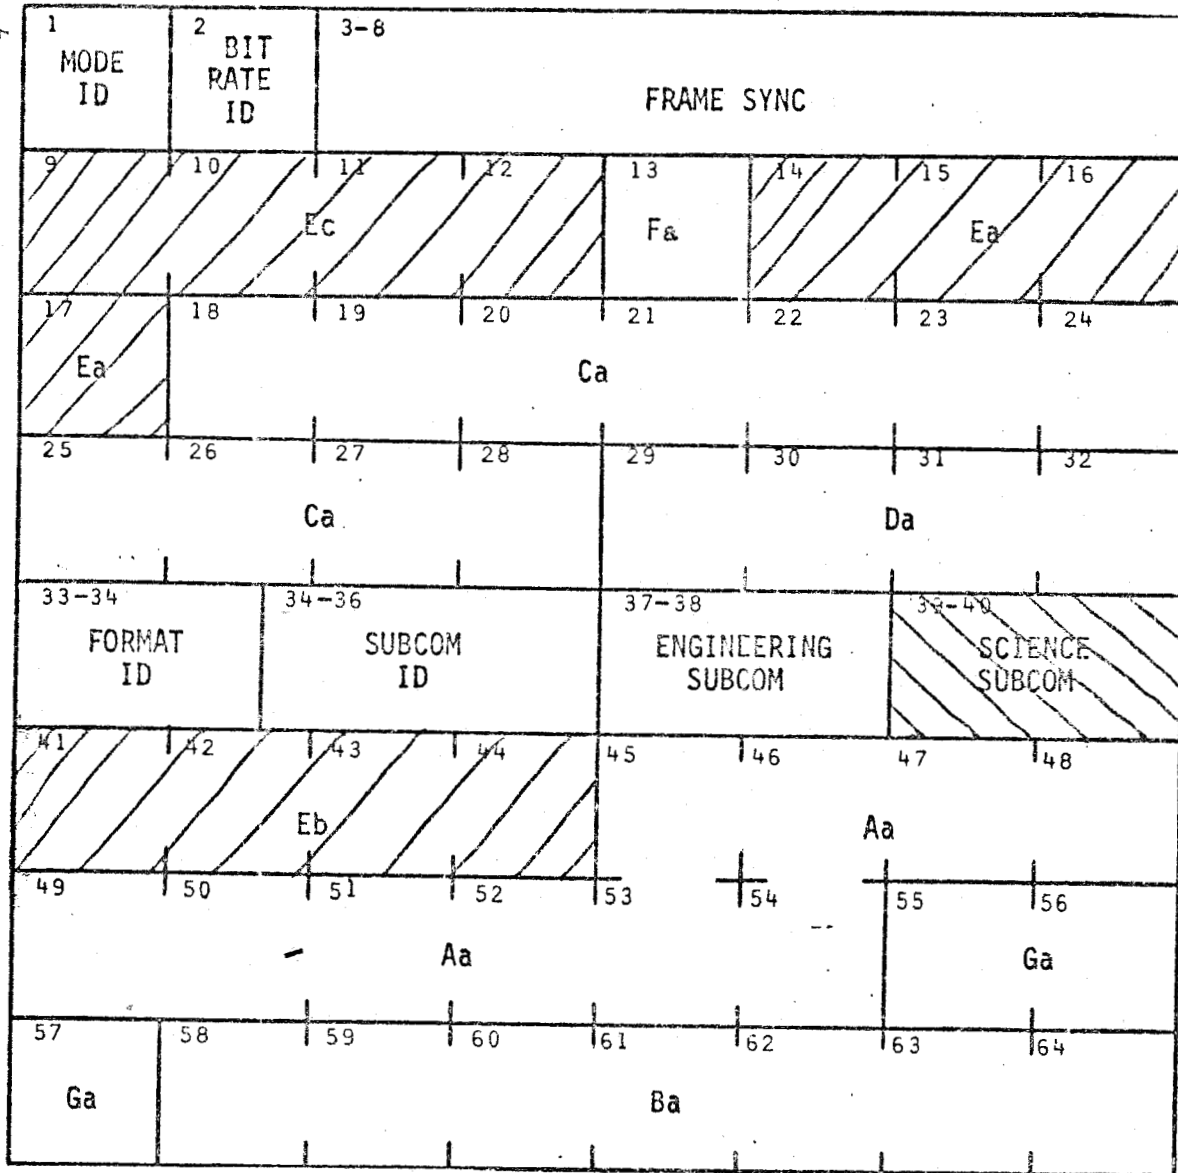 1 2 3-8
MODE
ID
BIT
RATE
ID
FRAME SYNC
9 10 11 12 13 14 15 16
Ec Fa Ea
17 18 19 20 21 22 23 24
Ea Ca
25 26 27 28 29 30 31 32
Ca Da
33-34 34-36 37-38 39-40
FORMAT
ID
SUBCOM
ID
ENGINEERING
SUBCOM
SCIENCE
SUBCOM
41 42 43 44 45 46 47 48
Eb Aa
49 50 51 52 53 54 55 56
Aa Ga
57 58 59 60 61 62 63 64
Ga Ba